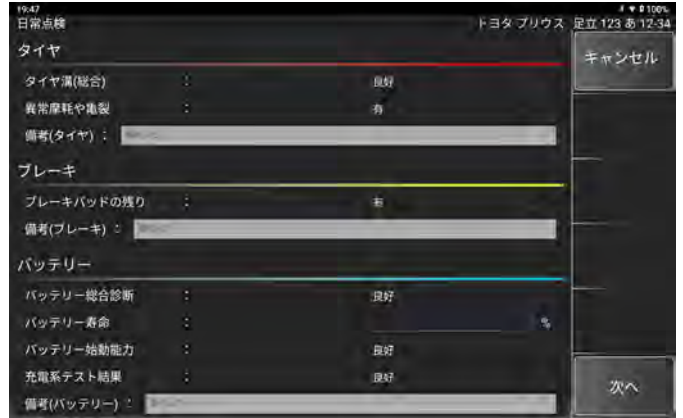 19:47
100%
日常点検
トヨタ プリウス 足立 123 あ 12-34
キャンセル
タイヤ
タイヤ溝(総合) : 良好
異常摩耗や亀裂 : 有
備考(タイヤ) :
ブレーキ
ブレーキパッドの残り : 有
備考(ブレーキ) :
バッテリー
バッテリー総合診断 : 良好
バッテリー寿命 : %
バッテリー始動能力 : 良好
充電系テスト結果 : 良好
備考(バッテリー) :
次へ